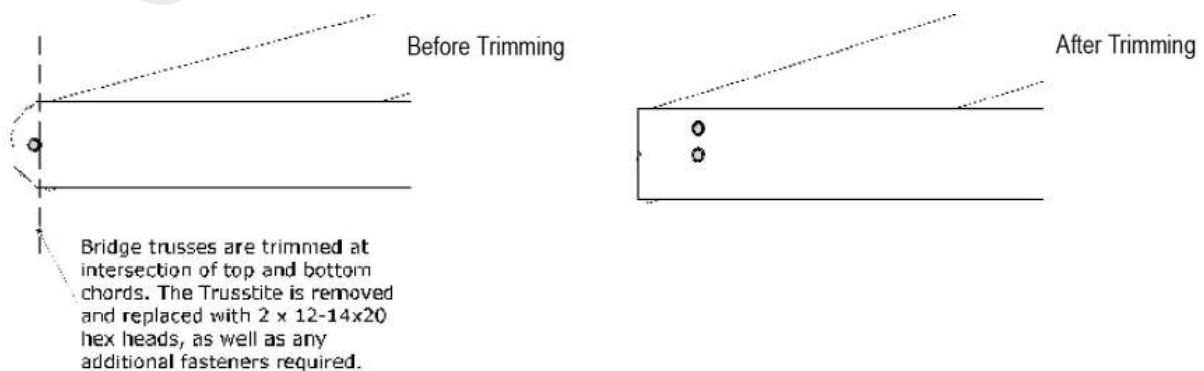 Before Trimming
After Trimming
Bridge trusses are trimmed at
intersection of top and bottom
chords. The Trusstite is removed
and replaced with 2 x 12-14x20
hex heads, as well as any
additional fasteners required.